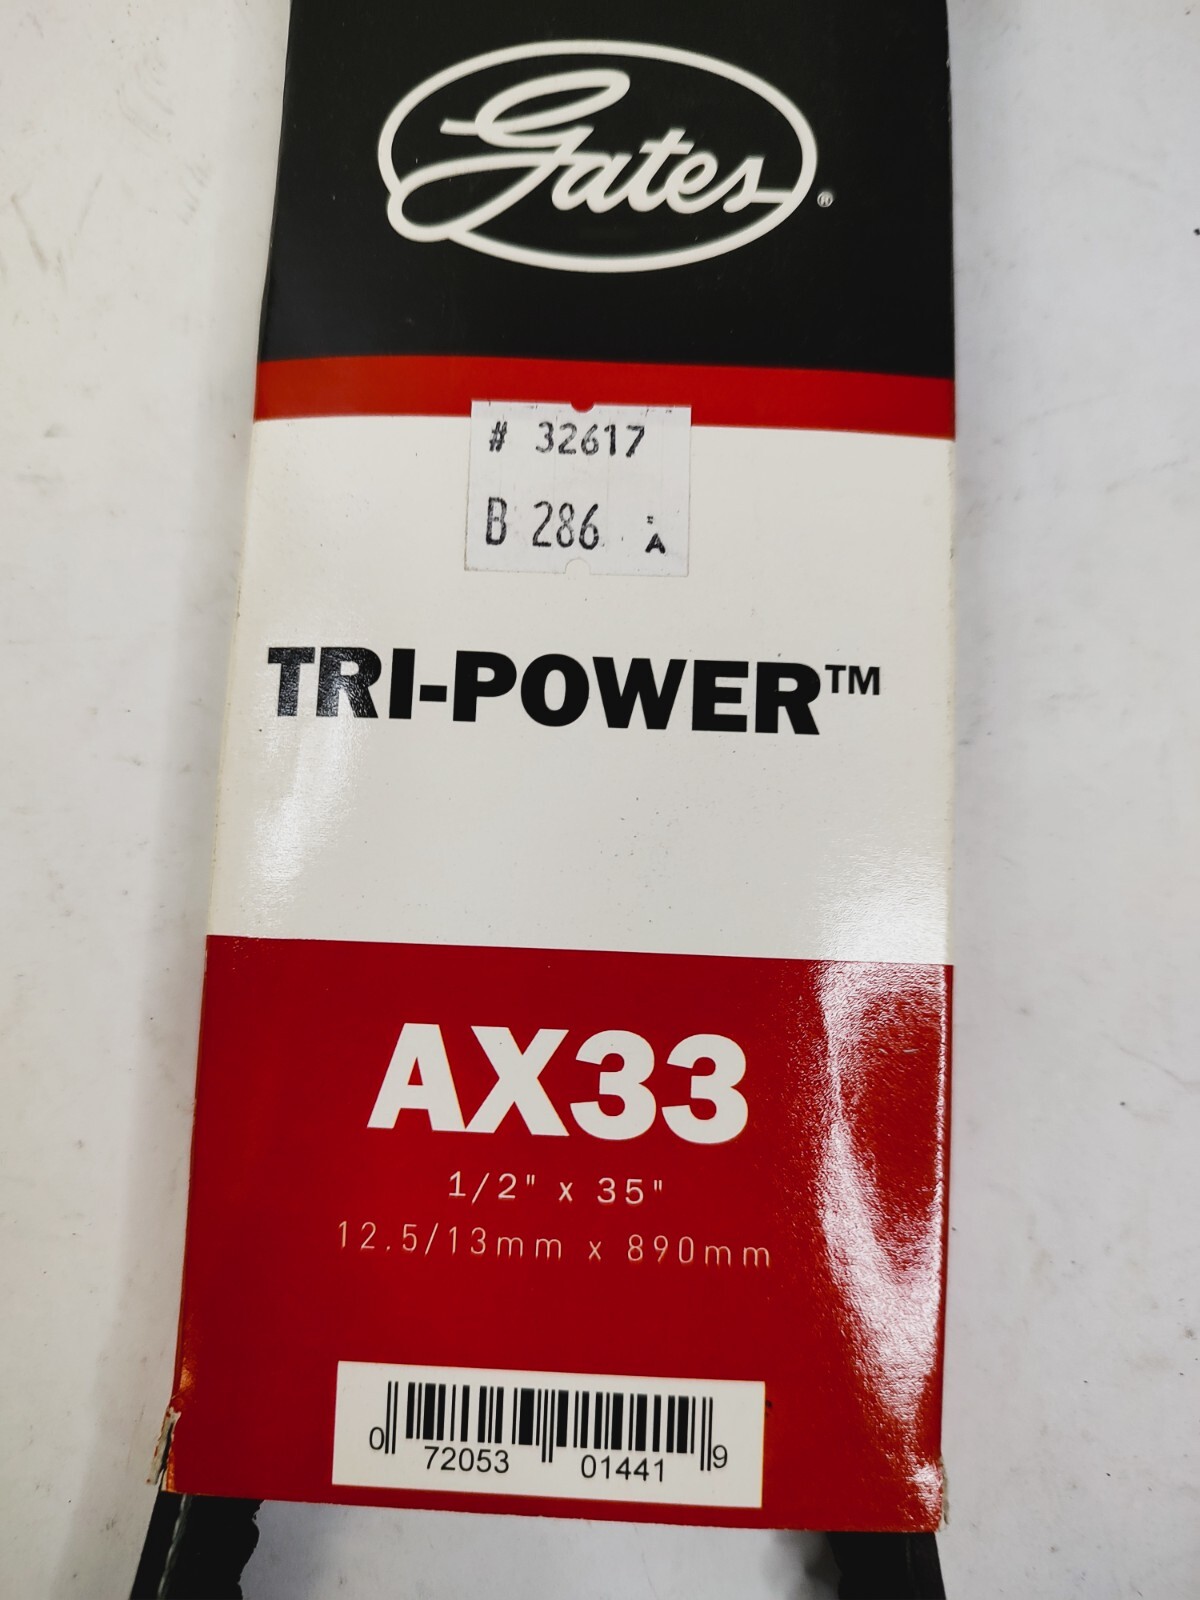 Gates®
# 32617
B 286 A
TRI-POWER™
AX33
1/2" x 35"
12.5/13mm x 890mm
0 72053 01441 9